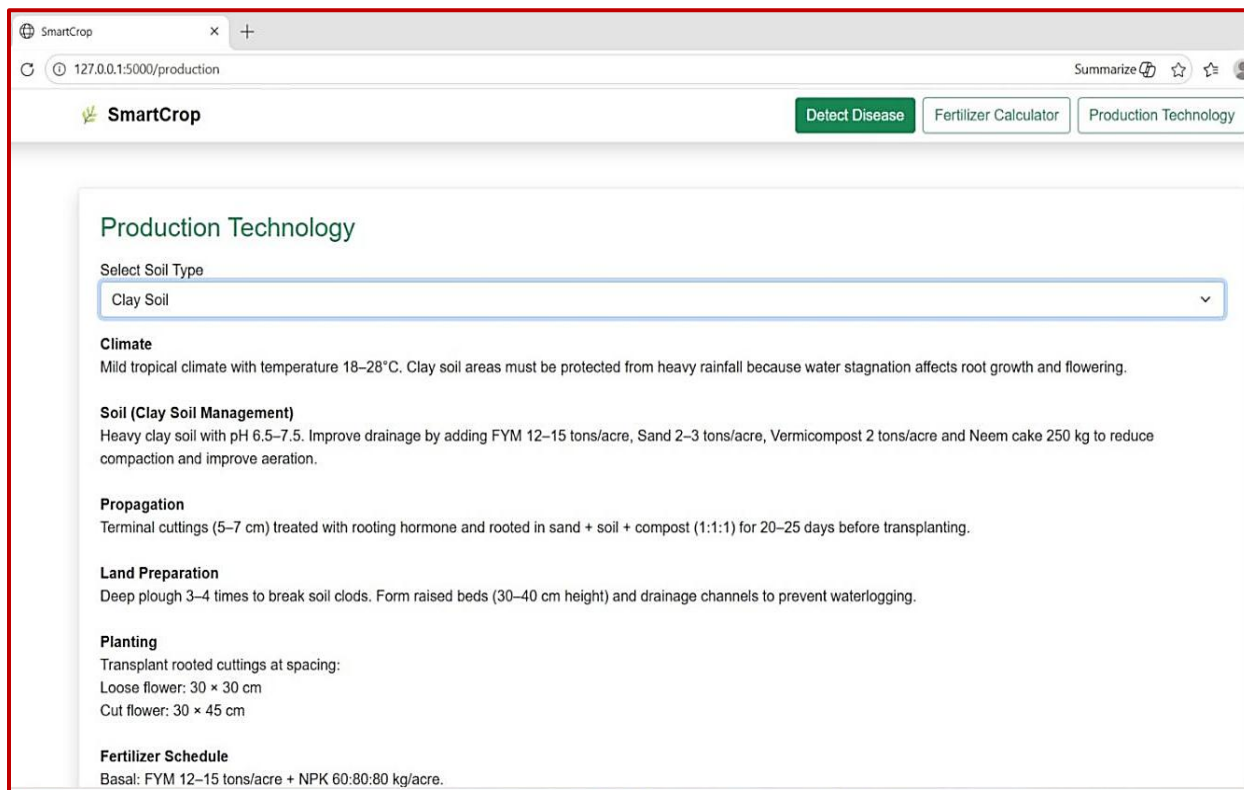 SmartCrop
127.0.0.1:5000/production
Summarize
SmartCrop
Detect Disease
Fertilizer Calculator
Production Technology
Production Technology
Select Soil Type
Clay Soil
Climate
Mild tropical climate with temperature 18–28°C. Clay soil areas must be protected from heavy rainfall because water stagnation affects root growth and flowering.
Soil (Clay Soil Management)
Heavy clay soil with pH 6.5–7.5. Improve drainage by adding FYM 12–15 tons/acre, Sand 2–3 tons/acre, Vermicompost 2 tons/acre and Neem cake 250 kg to reduce
compaction and improve aeration.
Propagation
Terminal cuttings (5–7 cm) treated with rooting hormone and rooted in sand + soil + compost (1:1:1) for 20–25 days before transplanting.
Land Preparation
Deep plough 3–4 times to break soil clods. Form raised beds (30–40 cm height) and drainage channels to prevent waterlogging.
Planting
Transplant rooted cuttings at spacing:
Loose flower: 30 × 30 cm
Cut flower: 30 × 45 cm
Fertilizer Schedule
Basal: FYM 12–15 tons/acre + NPK 60:80:80 kg/acre.